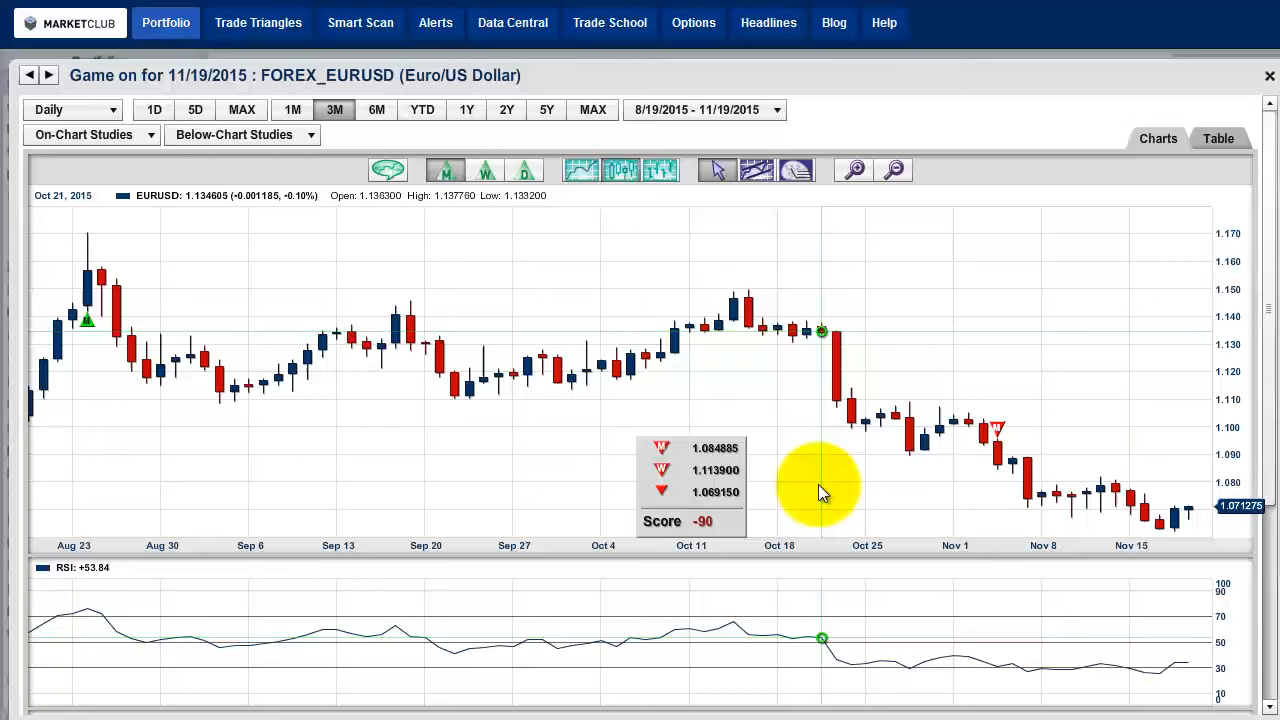 MARKETCLUB Portfolio Trade Triangles Smart Scan Alerts Data Central Trade School Options Headlines Blog Help
Game on for 11/19/2015 : FOREX_EURUSD (Euro/US Dollar)
Daily 1D 5D MAX 1M 3M 6M YTD 1Y 2Y 5Y MAX 8/19/2015 - 11/19/2015
On-Chart Studies Below-Chart Studies Charts Table
M W D
Oct 21, 2015 EURUSD: 1.134605 (-0.001185, -0.10%) Open: 1.136300 High: 1.137760 Low: 1.133200
1.170
1.160
1.150
1.140
M
1.130
1.120
1.110
1.100
M
M 1.084885
1.090
W 1.113900
1.080
1.069150
1.071275
Score -90
Aug 23 Aug 30 Sep 6 Sep 13 Sep 20 Sep 27 Oct 4 Oct 11 Oct 18 Oct 25 Nov 1 Nov 8 Nov 15
RSI: +53.84
100
90
70
50
30
10
0